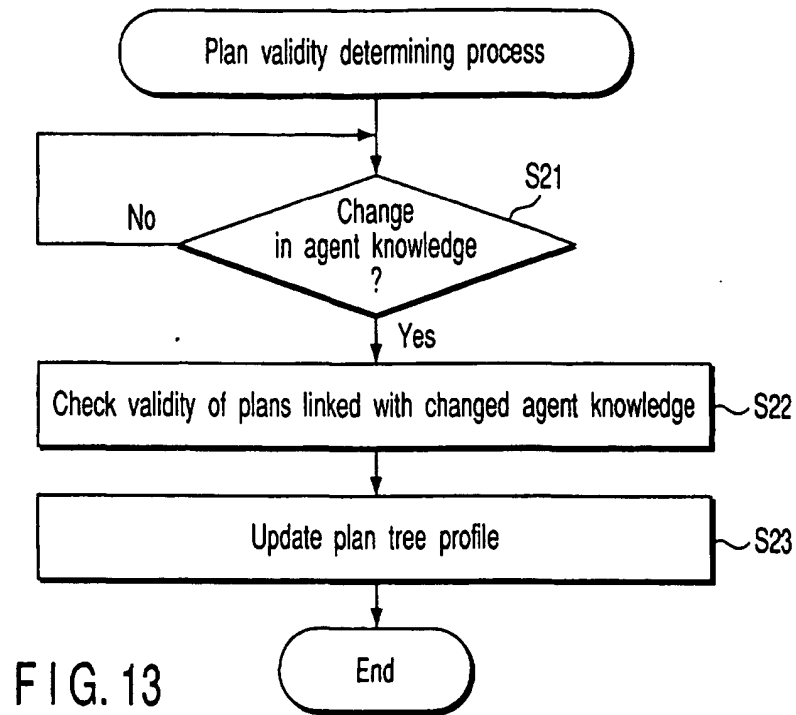 Plan validity determining process
S21
No
Change
in agent knowledge
?
Yes
Check validity of plans linked with changed agent knowledge
S22
Update plan tree profile
S23
End
FIG. 13